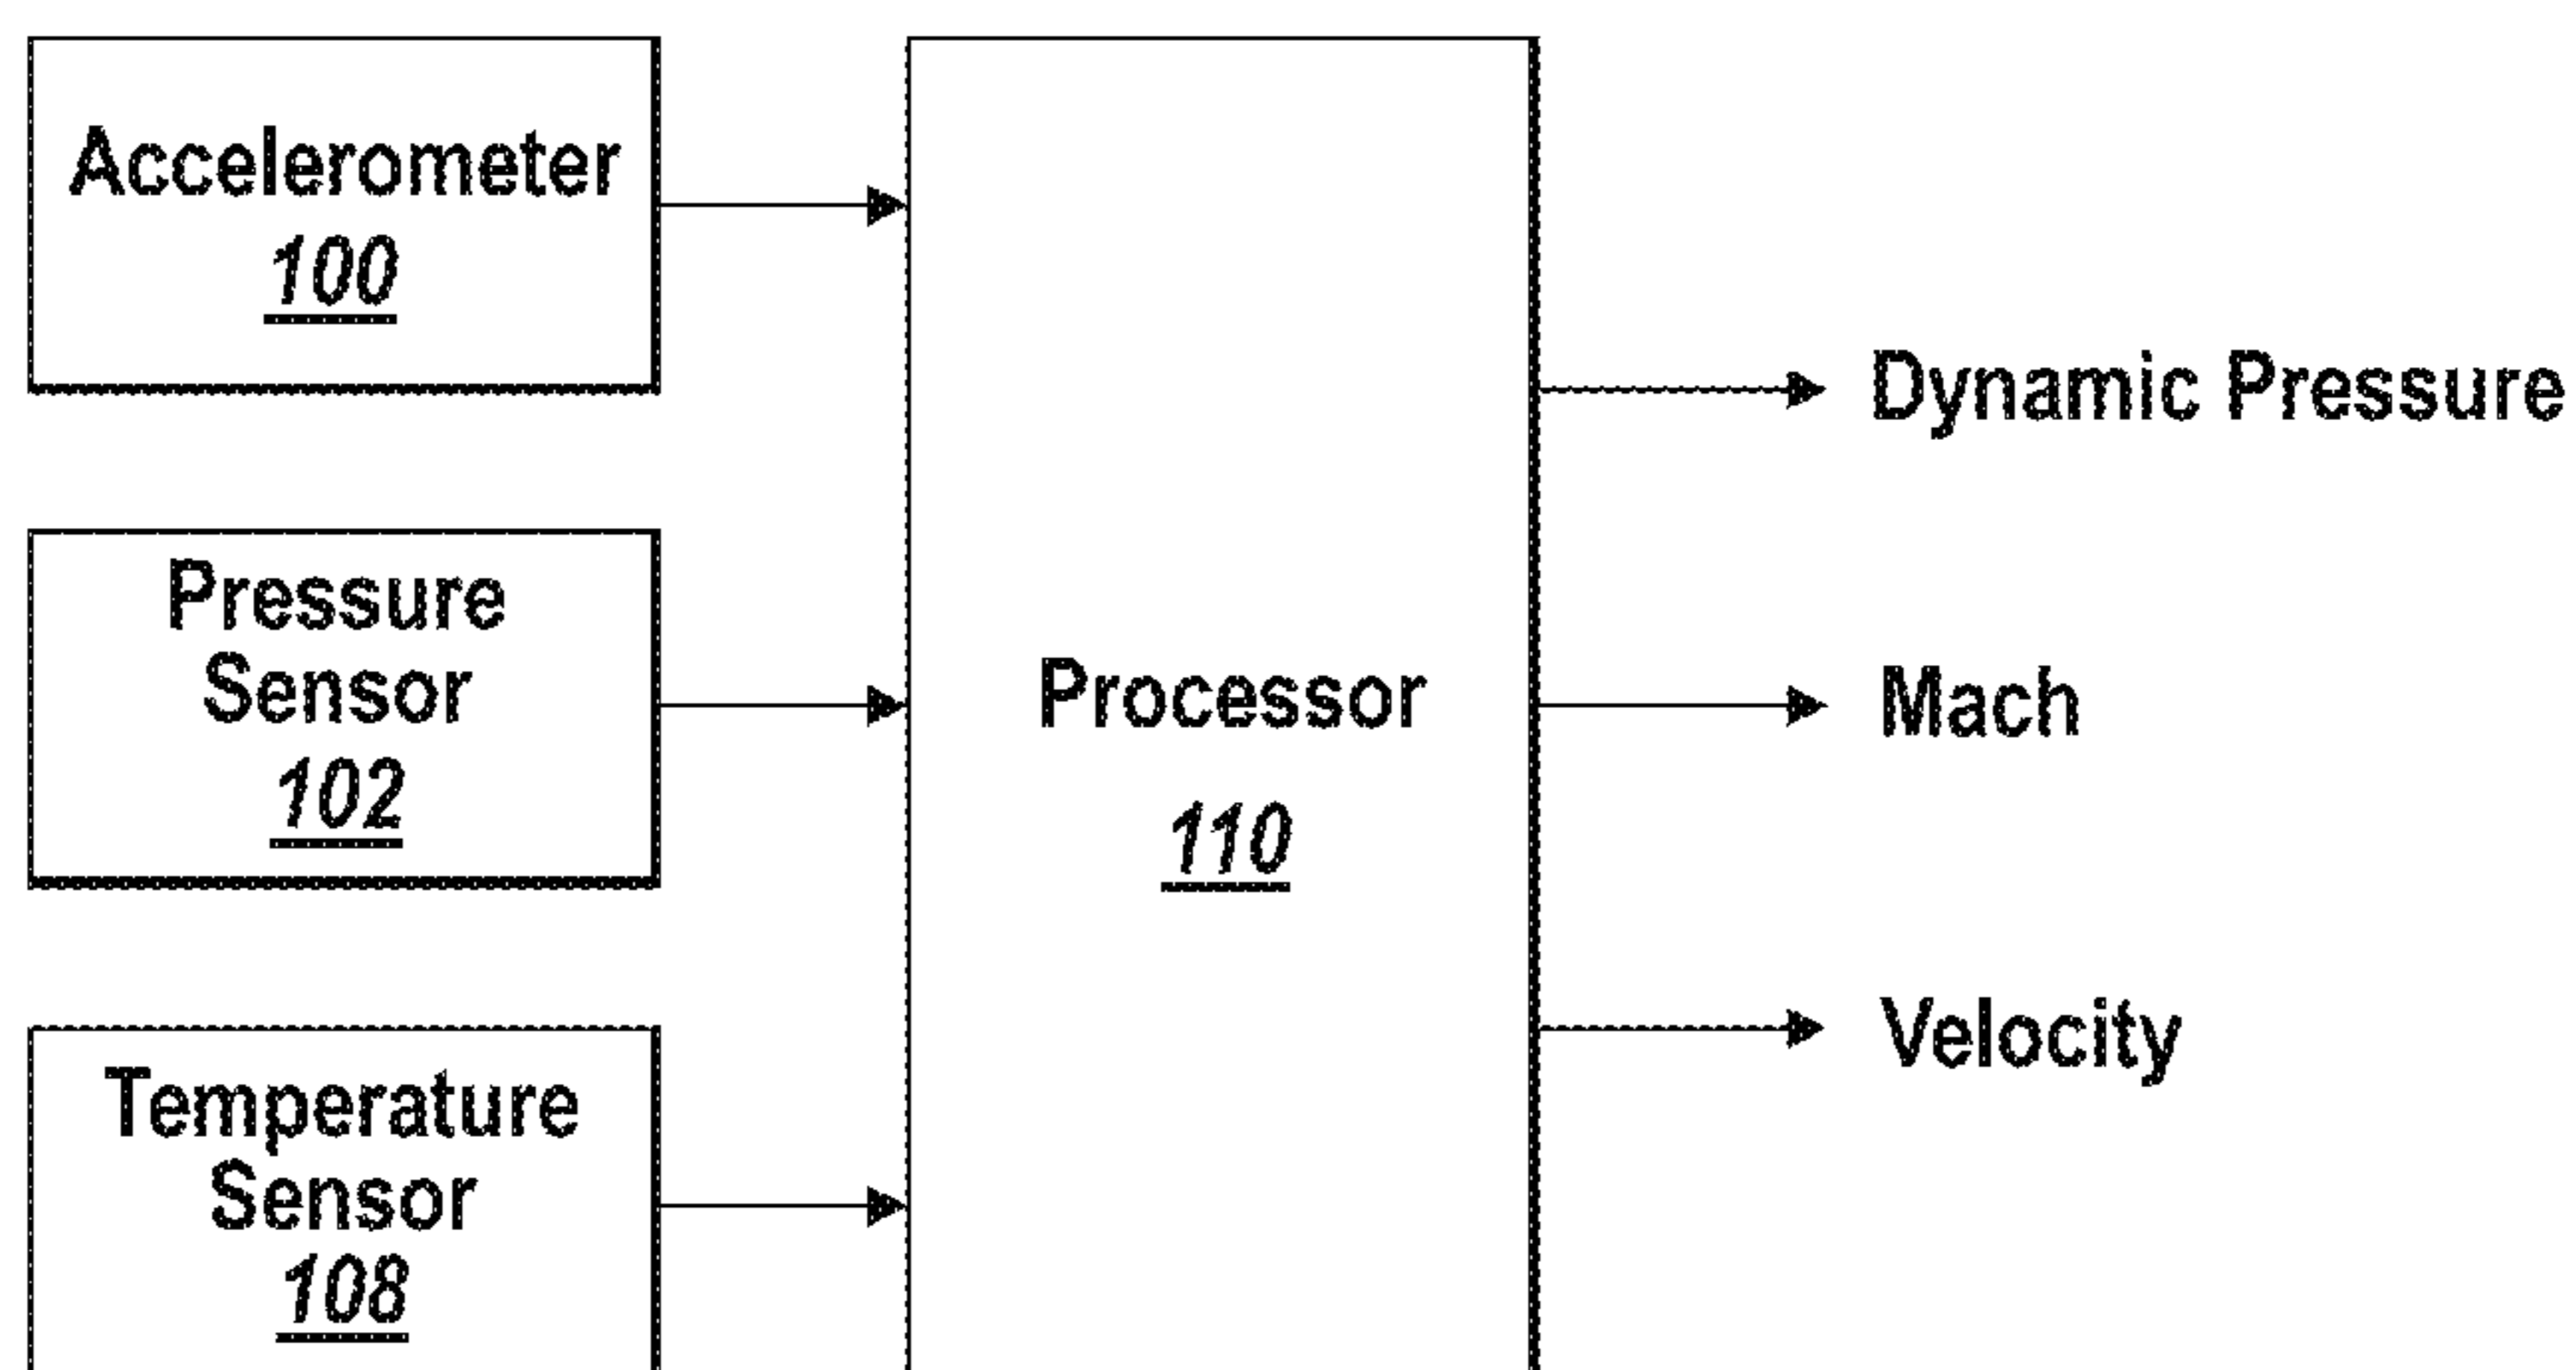 Accelerometer
100
Pressure
Sensor
102
Temperature
Sensor
108
Processor
110
Dynamic Pressure
Mach
Velocity